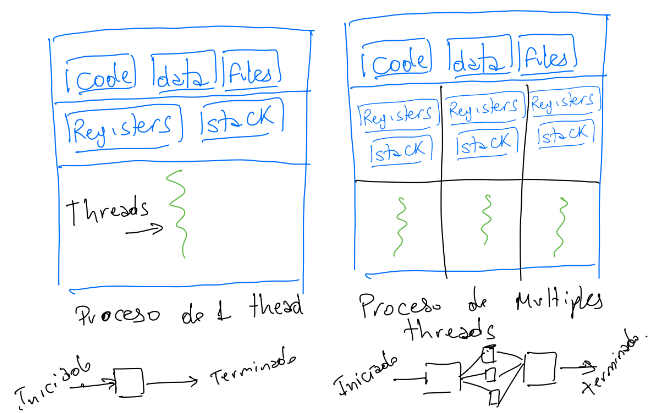 code data files
Registers stack
Threads
Proceso de 1 thead
Iniciado Terminado
code data files
Registers Registers Registers
stack stack stack
Proceso de Multiples
threads
Iniciado terminado.